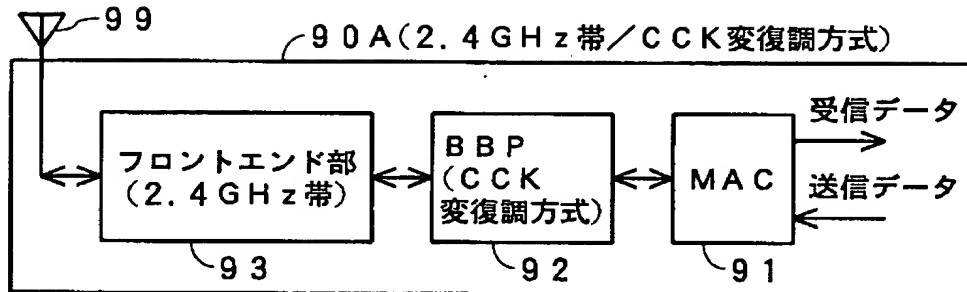 99
90A(2.4GHz帯/CCK変復調方式)
フロントエンド部
(2.4GHz帯)
93
BBP
(CCK
変復調方式)
92
MAC
91
受信データ
送信データ